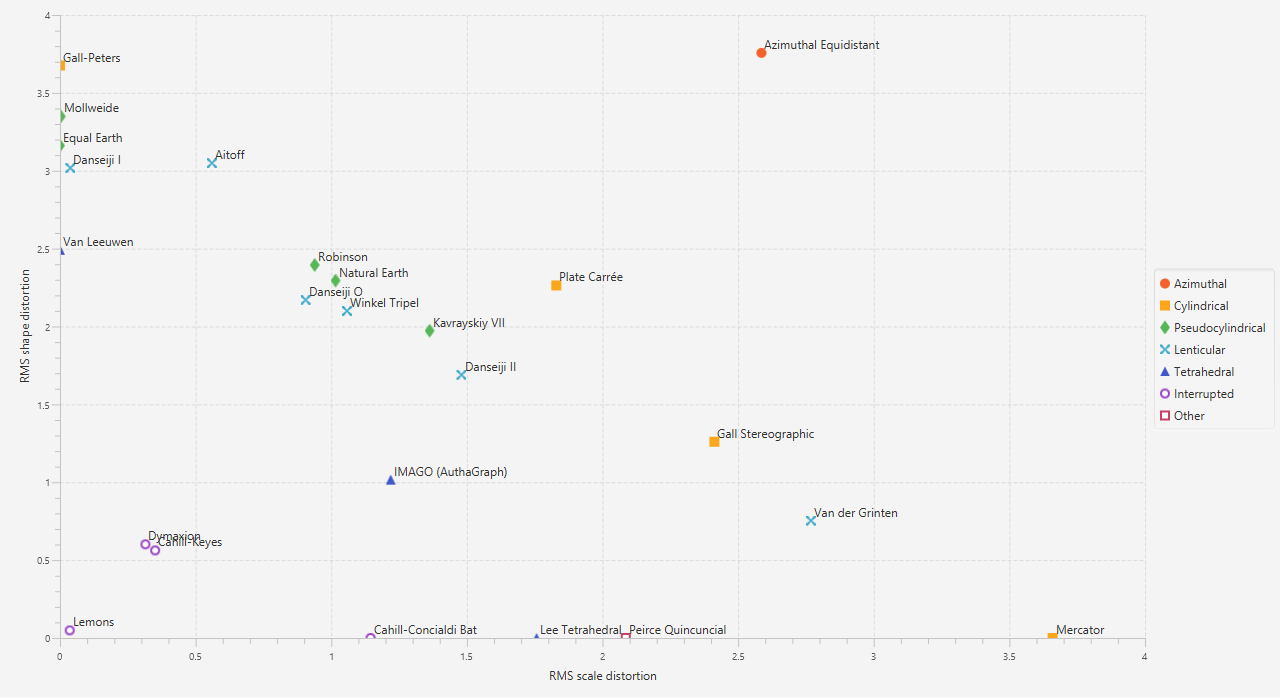 4
Azimuthal Equidistant
Gall-Peters
3.5
Mollweide
Equal Earth
Danseiji I
Aitoff
3
Van Leeuwen
2.5
Robinson
Natural Earth
Plate Carrée
Danseiji O
Winkel Tripel
Kavrayskiy VII
2
Danseiji II
1.5
Gall Stereographic
IMAGO (AuthaGraph)
1
Van der Grinten
Dymaxion
Cahill-Keyes
0.5
Lemons
Cahill-Concialdi Bat
Lee Tetrahedral
Peirce Quincuncial
Mercator
0
0 0.5 1 1.5 2 2.5 3 3.5 4
RMS scale distortion
RMS shape distortion
Azimuthal
Cylindrical
Pseudocylindrical
Lenticular
Tetrahedral
Interrupted
Other